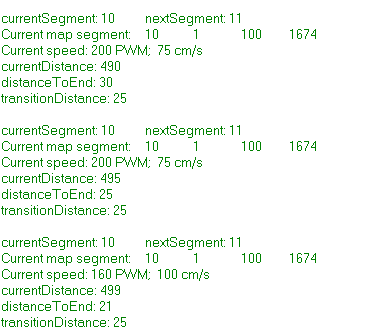 currentSegment: 10 nextSegment: 11
Current map segment: 10 1 100 1674
Current speed: 200 PWM; 75 cm/s
currentDistance: 490
distanceToEnd: 30
transitionDistance: 25

currentSegment: 10 nextSegment: 11
Current map segment: 10 1 100 1674
Current speed: 200 PWM; 75 cm/s
currentDistance: 495
distanceToEnd: 25
transitionDistance: 25

currentSegment: 10 nextSegment: 11
Current map segment: 10 1 100 1674
Current speed: 160 PWM; 100 cm/s
currentDistance: 499
distanceToEnd: 21
transitionDistance: 25